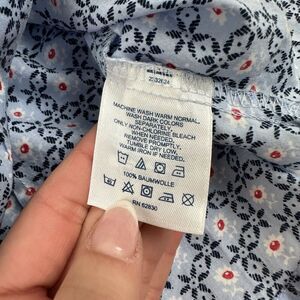 MACHINE WASH WARM NORMAL.
WASH DARK COLORS
SEPARATELY.
ONLY NON-CHLORINE BLEACH
WHEN NEEDED.
REMOVE PROMPTLY.
TUMBLE DRY LOW.
WARM IRON IF NEEDED.
100% BAUMWOLLE
RN 62830